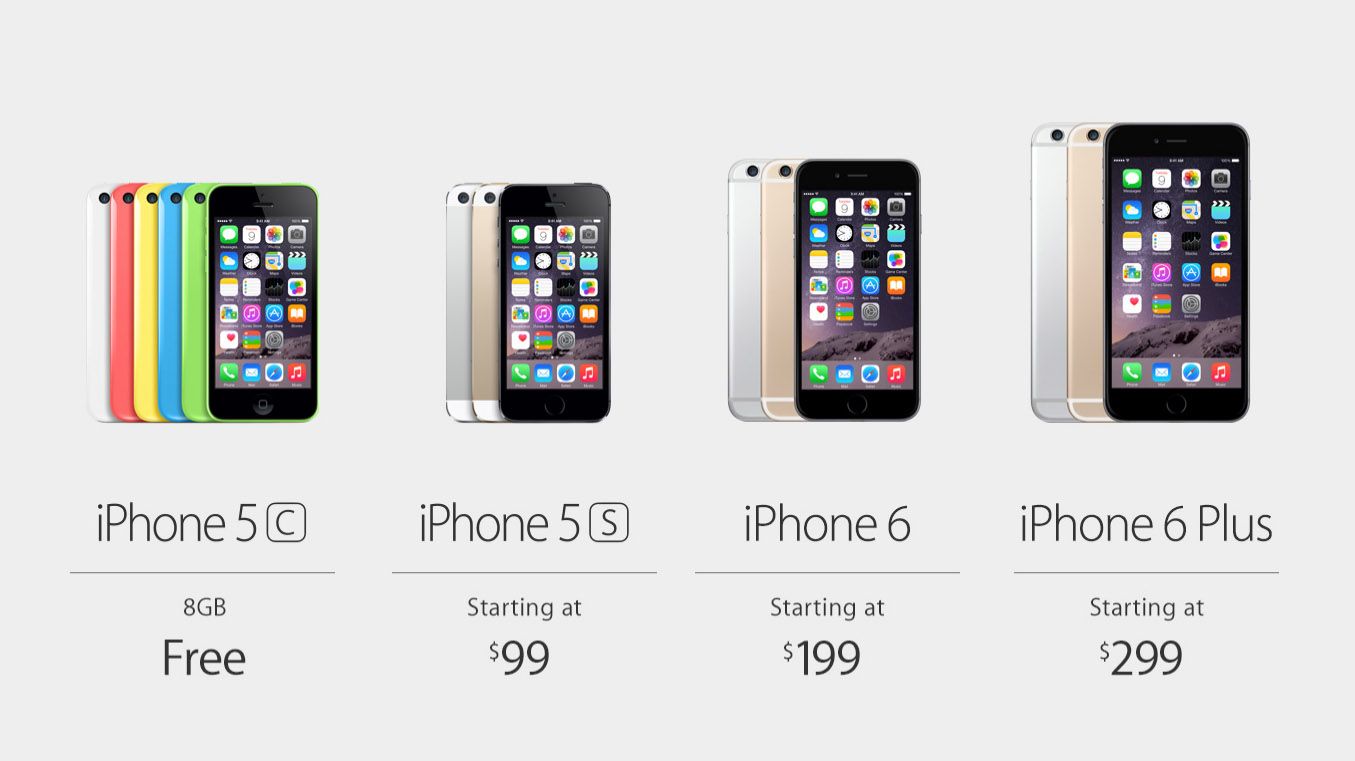 iPhone 5C
8GB
Free
iPhone 5S
Starting at
$99
iPhone 6
Starting at
$199
iPhone 6 Plus
Starting at
$299